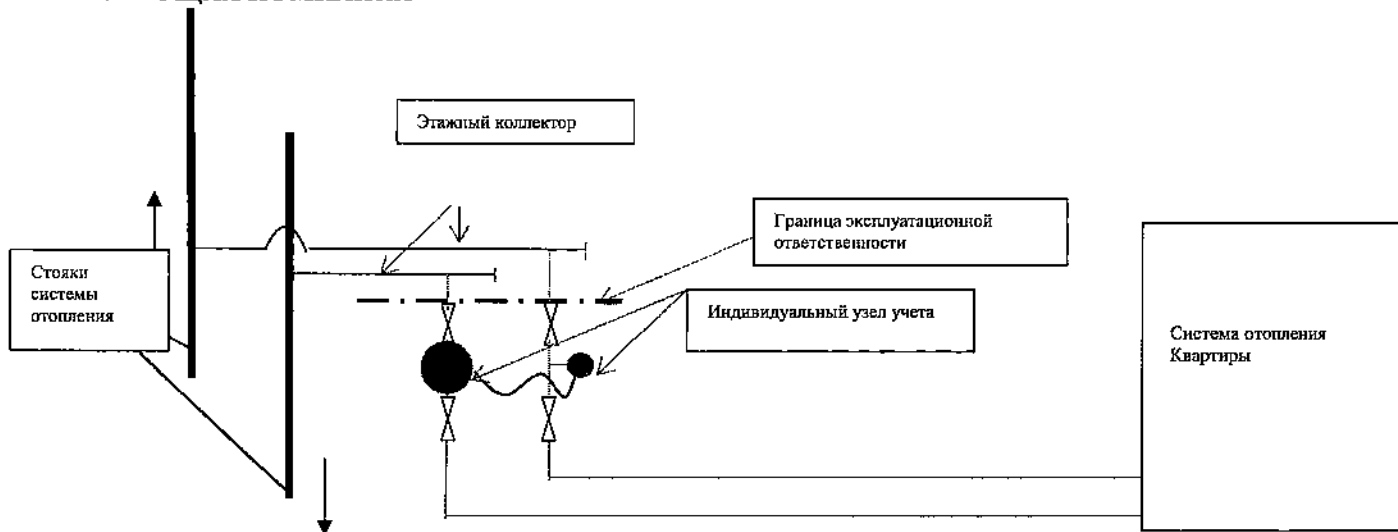 Этажный коллектор
Граница эксплуатационной
ответственности
Стояки
системы
отопления
Индивидуальный узел учета
Система отопления
Квартиры